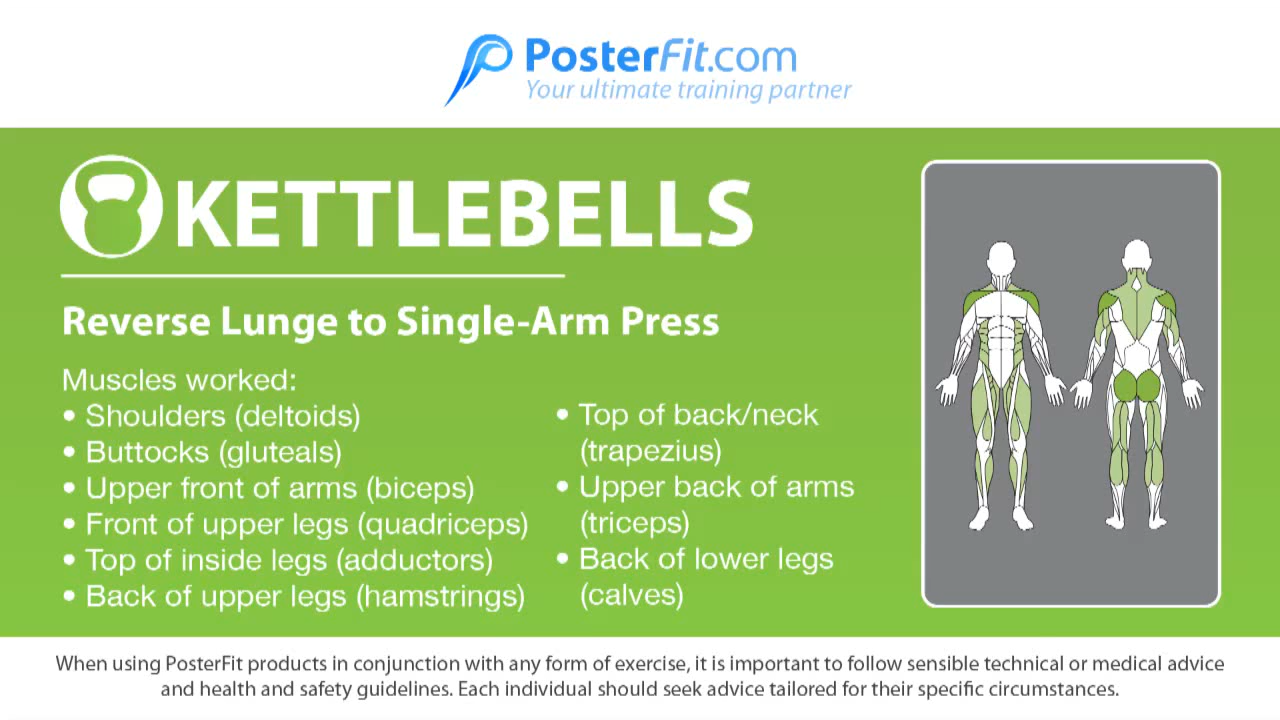 PosterFit.com
Your ultimate training partner
KETTLEBELLS
Reverse Lunge to Single-Arm Press
Muscles worked:
• Shoulders (deltoids)
• Buttocks (gluteals)
• Upper front of arms (biceps)
• Front of upper legs (quadriceps)
• Top of inside legs (adductors)
• Back of upper legs (hamstrings)
• Top of back/neck
(trapezius)
• Upper back of arms
(triceps)
• Back of lower legs
(calves)
When using PosterFit products in conjunction with any form of exercise, it is important to follow sensible technical or medical advice
and health and safety guidelines. Each individual should seek advice tailored for their specific circumstances.